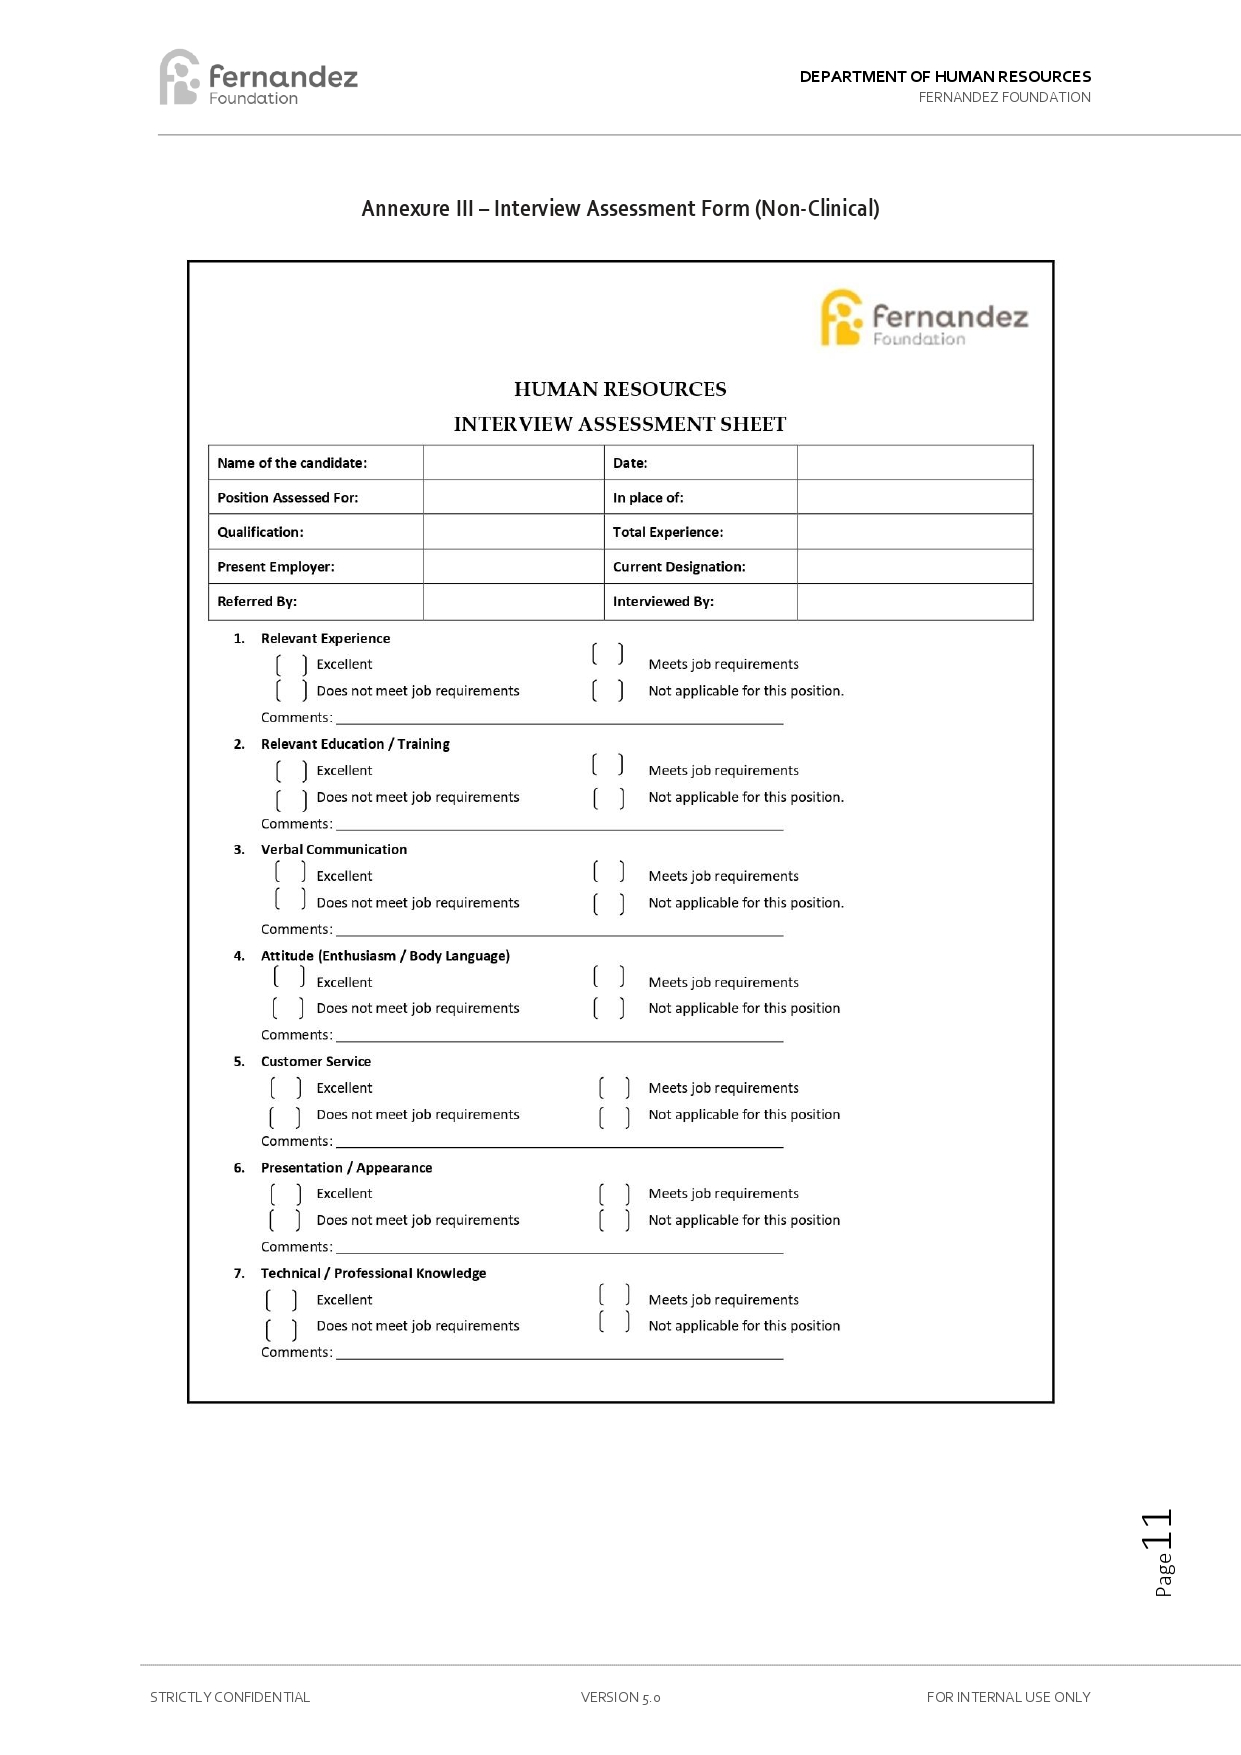 fernandez
Foundation
DEPARTMENT OF HUMAN RESOURCES
FERNANDEZ FOUNDATION
Annexure III – Interview Assessment Form (Non-Clinical)
fernandez
Foundation
HUMAN RESOURCES
INTERVIEW ASSESSMENT SHEET
Name of the candidate: Date:
Position Assessed For: In place of:
Qualification: Total Experience:
Present Employer: Current Designation:
Referred By: Interviewed By:
1. Relevant Experience
[ ] Excellent [ ] Meets job requirements
[ ] Does not meet job requirements [ ] Not applicable for this position.
Comments: ____________________
2. Relevant Education / Training
[ ] Excellent [ ] Meets job requirements
[ ] Does not meet job requirements [ ] Not applicable for this position.
Comments: ____________________
3. Verbal Communication
[ ] Excellent [ ] Meets job requirements
[ ] Does not meet job requirements [ ] Not applicable for this position.
Comments: ____________________
4. Attitude (Enthusiasm / Body Language)
[ ] Excellent [ ] Meets job requirements
[ ] Does not meet job requirements [ ] Not applicable for this position
Comments: ____________________
5. Customer Service
[ ] Excellent [ ] Meets job requirements
[ ] Does not meet job requirements [ ] Not applicable for this position
Comments: ____________________
6. Presentation / Appearance
[ ] Excellent [ ] Meets job requirements
[ ] Does not meet job requirements [ ] Not applicable for this position
Comments: ____________________
7. Technical / Professional Knowledge
[ ] Excellent [ ] Meets job requirements
[ ] Does not meet job requirements [ ] Not applicable for this position
Comments: ____________________
Page 11
STRICTLY CONFIDENTIAL VERSION 5.0 FOR INTERNAL USE ONLY